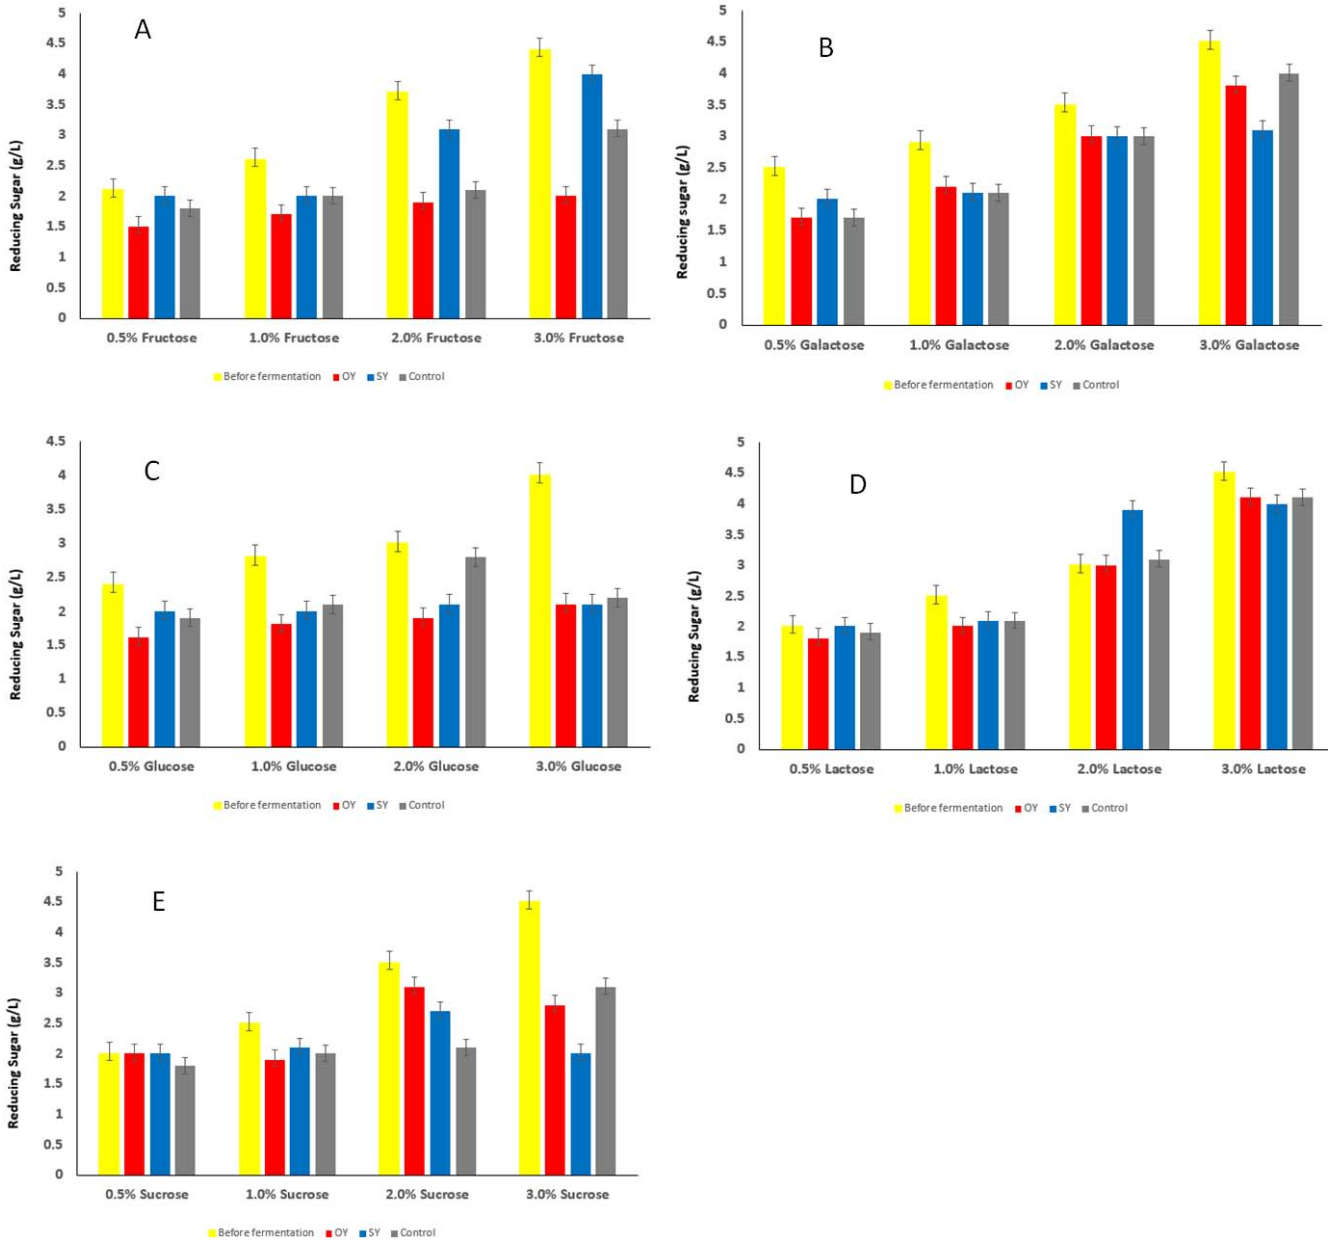 A
Reducing Sugar (g/L)
5
4.5
4
3.5
3
2.5
2
1.5
1
0.5
0
0.5% Fructose 1.0% Fructose 2.0% Fructose 3.0% Fructose
Before fermentation OY SY Control
B
Reducing sugar (g/L)
5
4.5
4
3.5
3
2.5
2
1.5
1
0.5
0
0.5% Galactose 1.0% Galactose 2.0% Galactose 3.0% Galactose
Before fermentation OY SY Control
C
Reducing Sugar (g/L)
4.5
4
3.5
3
2.5
2
1.5
1
0.5
0
0.5% Glucose 1.0% Glucose 2.0% Glucose 3.0% Glucose
Before fermentation OY SY Control
D
Reducing Sugar (g/L)
5
4.5
4
3.5
3
2.5
2
1.5
1
0.5
0
0.5% Lactose 1.0% Lactose 2.0% Lactose 3.0% Lactose
Before fermentation OY SY Control
E
Reducing Sugar (g/L)
5
4.5
4
3.5
3
2.5
2
1.5
1
0.5
0
0.5% Sucrose 1.0% Sucrose 2.0% Sucrose 3.0% Sucrose
Before fermentation OY SY Control